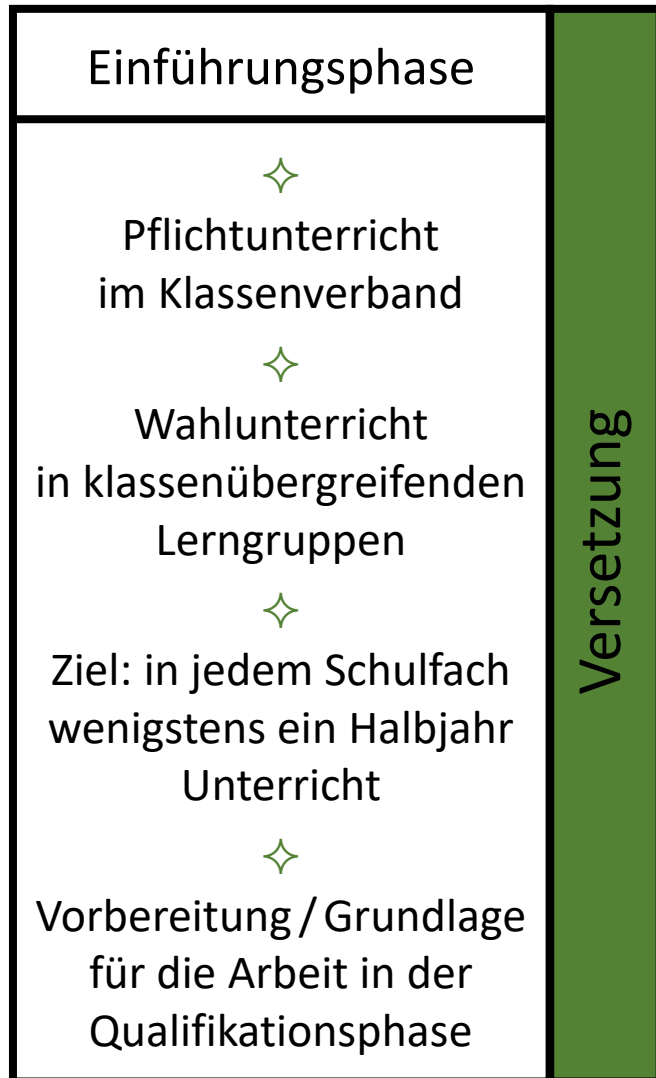 Einführungsphase
Pflichtunterricht
im Klassenverband
Wahlunterricht
in klassenübergreifenden
Lerngruppen
Ziel: in jedem Schulfach
wenigstens ein Halbjahr
Unterricht
Vorbereitung / Grundlage
für die Arbeit in der
Qualifikationsphase
Versetzung